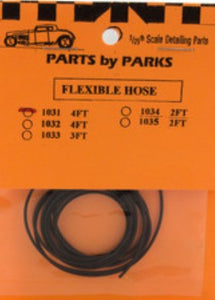 1/25th Scale Detailing Parts
PARTS by PARKS
FLEXIBLE HOSE
1031 4FT
1032 4FT
1033 3FT
1034 2FT
1035 2FT